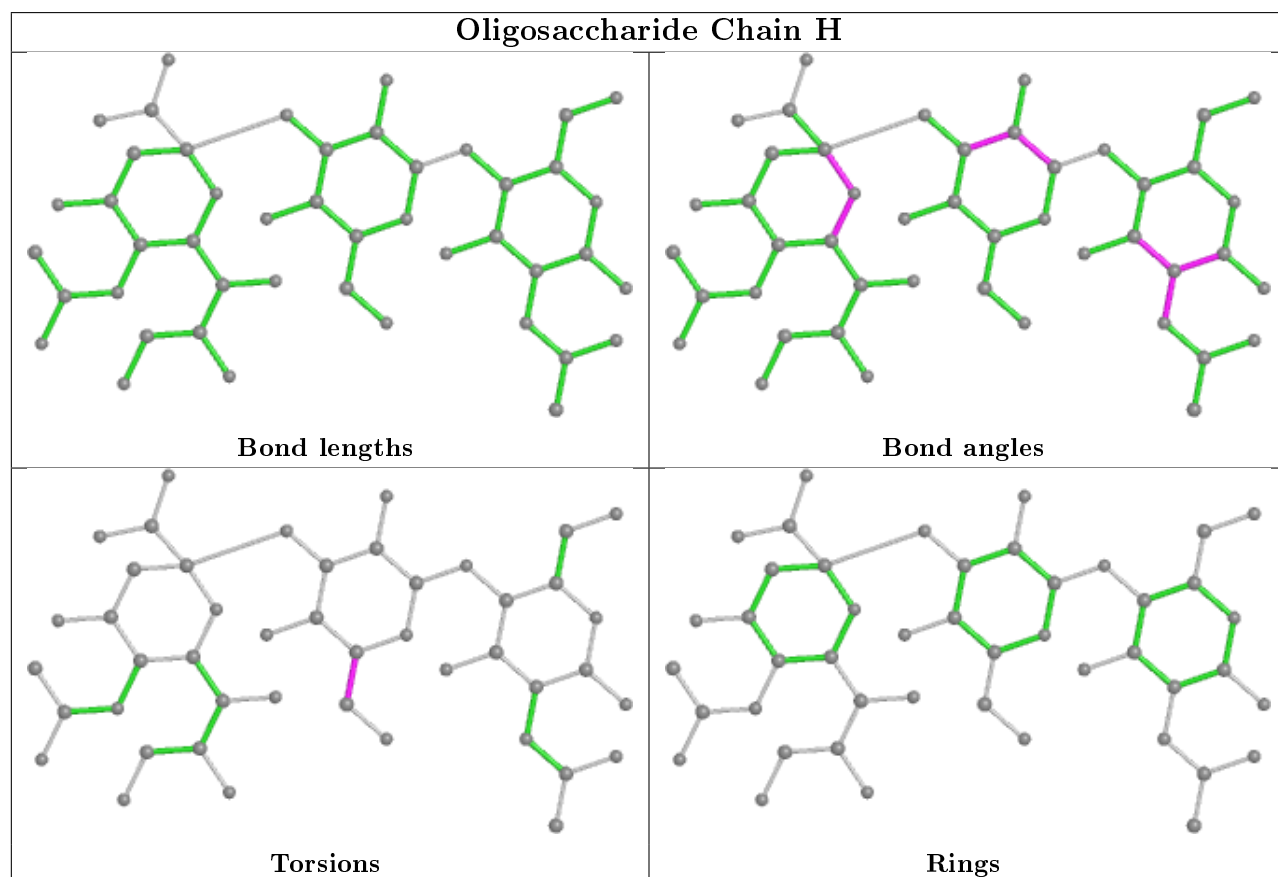 Oligosaccharide Chain H
Bond lengths
Bond angles
Torsions
Rings